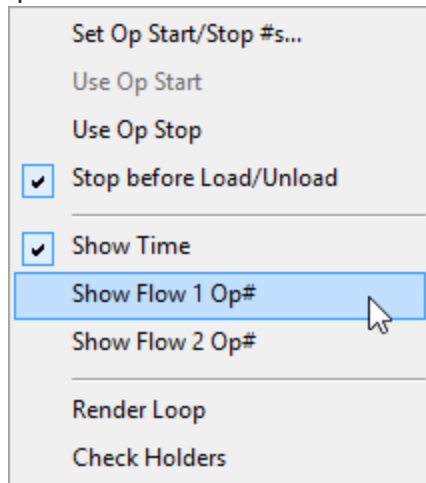 Set Op Start/Stop #s...
Use Op Start
Use Op Stop
Stop before Load/Unload
Show Time
Show Flow 1 Op#
Show Flow 2 Op#
Render Loop
Check Holders